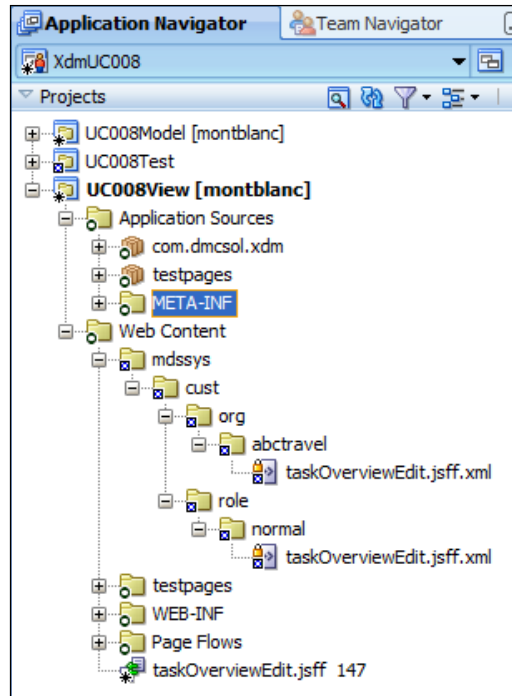 Application Navigator Team Navigator
XdmUC008
Projects
UC008Model [montblanc]
UC008Test
UC008View [montblanc]
Application Sources
com.dmcsol.xdm
testpages
META-INF
Web Content
mdssys
cust
org
abctravel
taskOverviewEdit.jsff.xml
role
normal
taskOverviewEdit.jsff.xml
testpages
WEB-INF
Page Flows
taskOverviewEdit.jsff 147